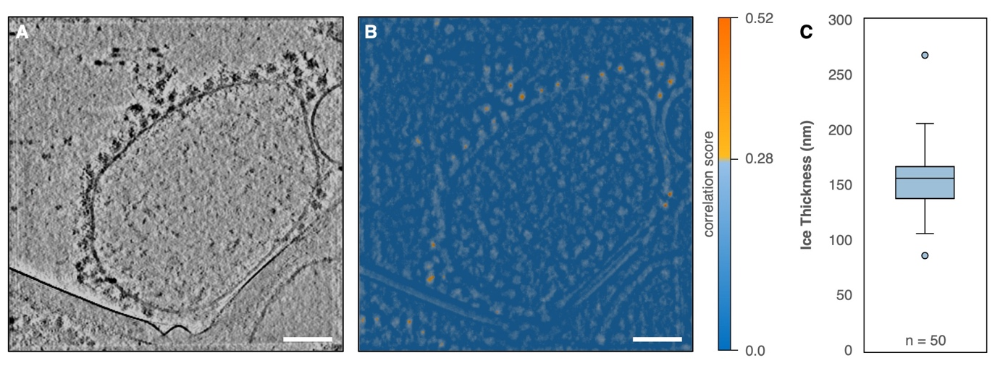 A
B
0.52
0.28
0.0
correlation score
C
Ice Thickness (nm)
300
250
200
150
100
50
0
n = 50